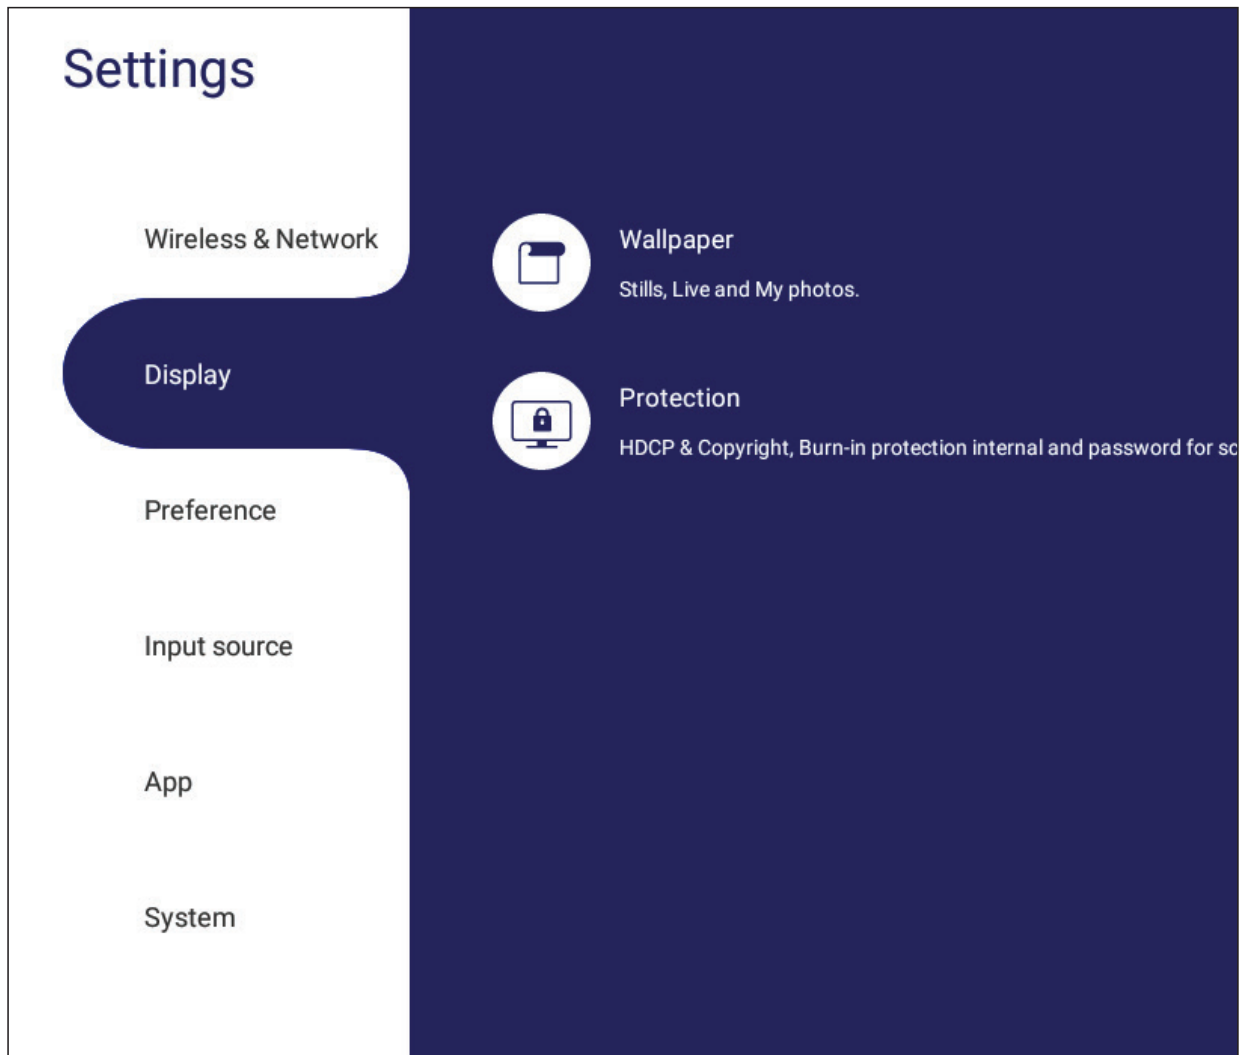 Settings
Wireless & Network
Display
Preference
Input source
App
System
Wallpaper
Stills, Live and My photos.
Protection
HDCP & Copyright, Burn-in protection internal and password for